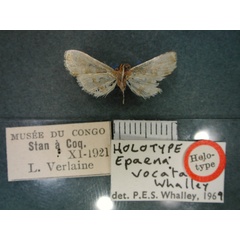 MUSÉE DU CONGO
Stan à Coq.
XI-1921
L. Verlaine
HOLOTYPE
Epaena
vocata
Whalley
det. P.E.S. Whalley, 1969
Holo-
type